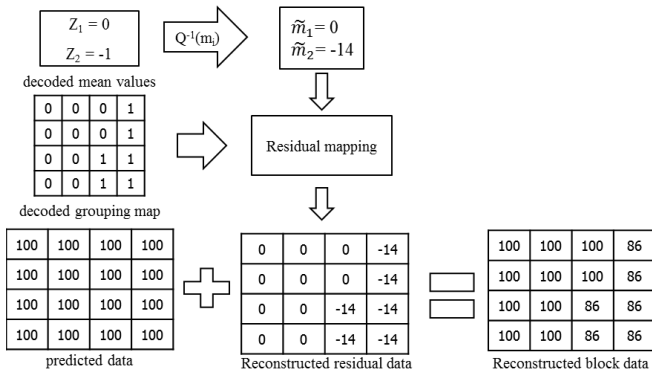 Z₁ = 0
Z₂ = -1
Q⁻¹(mᵢ)
m̃₁ = 0
m̃₂ = -14
decoded mean values
0 0 0 1
0 0 0 1
0 0 1 1
0 0 1 1
decoded grouping map
Residual mapping
100 100 100 100
100 100 100 100
100 100 100 100
100 100 100 100
predicted data
0 0 0 -14
0 0 0 -14
0 0 -14 -14
0 0 -14 -14
Reconstructed residual data
100 100 100 86
100 100 100 86
100 100 86 86
100 100 86 86
Reconstructed block data